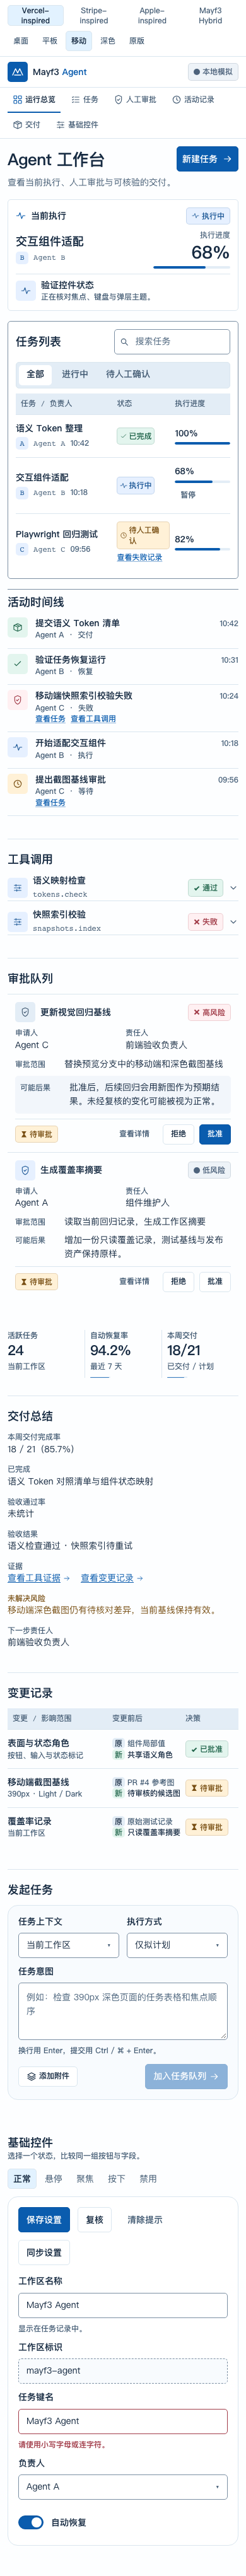 Vercel-inspired
Stripe-inspired
Apple-inspired
Mayf3 Hybrid
桌面 平板 移动 深色 原版
Mayf3 Agent
本地模拟
运行总览 任务 人工审批 活动记录
交付 基础控件
Agent 工作台
新建任务 →
查看当前执行、人工审批与可核验的交付。
当前执行
执行中
交互组件适配
B Agent B
执行进度
68%
验证控件状态
正在核对焦点、键盘与弹层主题。
任务列表
搜索任务
全部 进行中 待人工确认
任务 / 负责人 状态 执行进度
语义 Token 整理
A Agent A 10:42
已完成
100%
交互组件适配
B Agent B 10:18
执行中
68%
暂停
Playwright 回归测试
C Agent C 09:56
待人工确认
查看失败记录
82%
活动时间线
提交语义 Token 清单 10:42
Agent A · 交付
验证任务恢复运行 10:31
Agent B · 恢复
移动端快照索引校验失败 10:24
Agent C · 失败
查看任务 查看工具调用
开始适配交互组件 10:18
Agent B · 执行
提出截图基线审批 09:56
Agent C · 等待
查看任务
工具调用
语义映射检查
tokens.check
通过
快照索引校验
snapshots.index
失败
审批队列
更新视觉回归基线
高风险
申请人 责任人
Agent C 前端验收负责人
审批范围 替换预览分支中的移动端和深色截图基线
可能后果 批准后，后续回归会用新图作为预期结果。未经复核的变化可能被视为正常。
待审批 查看详情 拒绝 批准
生成覆盖率摘要
低风险
申请人 责任人
Agent A 组件维护人
审批范围 读取当前回归记录，生成工作区摘要
可能后果 增加一份只读覆盖记录，测试基线与发布资产保持原样。
待审批 查看详情 拒绝 批准
活跃任务 自动恢复率 本周交付
24 94.2% 18/21
当前工作区 最近 7 天 已交付 / 计划
交付总结
本周交付完成率
18 / 21（85.7%）
已完成
语义 Token 对照清单与组件状态映射
验收通过率
未统计
验收结果
语义检查通过 · 快照索引待重试
证据
查看工具证据 → 查看变更记录 →
未解决风险
移动端深色截图仍有待核对差异，当前基线保持有效。
下一步责任人
前端验收负责人
变更记录
变更 / 影响范围 变更前后 决策
表面与状态角色
按钮、输入与状态标记
原 组件局部值
新 共享语义角色
已批准
移动端截图基线
390px · Light / Dark
原 PR #4 参考图
新 待审核的候选图
待审批
覆盖率记录
当前工作区
原 原始测试记录
新 只读覆盖率摘要
待审批
发起任务
任务上下文 执行方式
当前工作区 仅拟计划
任务意图
例如：检查 390px 深色页面的任务表格和焦点顺序
换行用 Enter，提交用 Ctrl / ⌘ + Enter。
添加附件
加入任务队列 →
基础控件
选择一个状态，比较同一组按钮与字段。
正常 悬停 聚焦 按下 禁用
保存设置 复核 清除提示
同步设置
工作区名称
Mayf3 Agent
显示在任务记录中。
工作区标识
mayf3-agent
任务键名
Mayf3 Agent
请使用小写字母或连字符。
负责人
Agent A
自动恢复